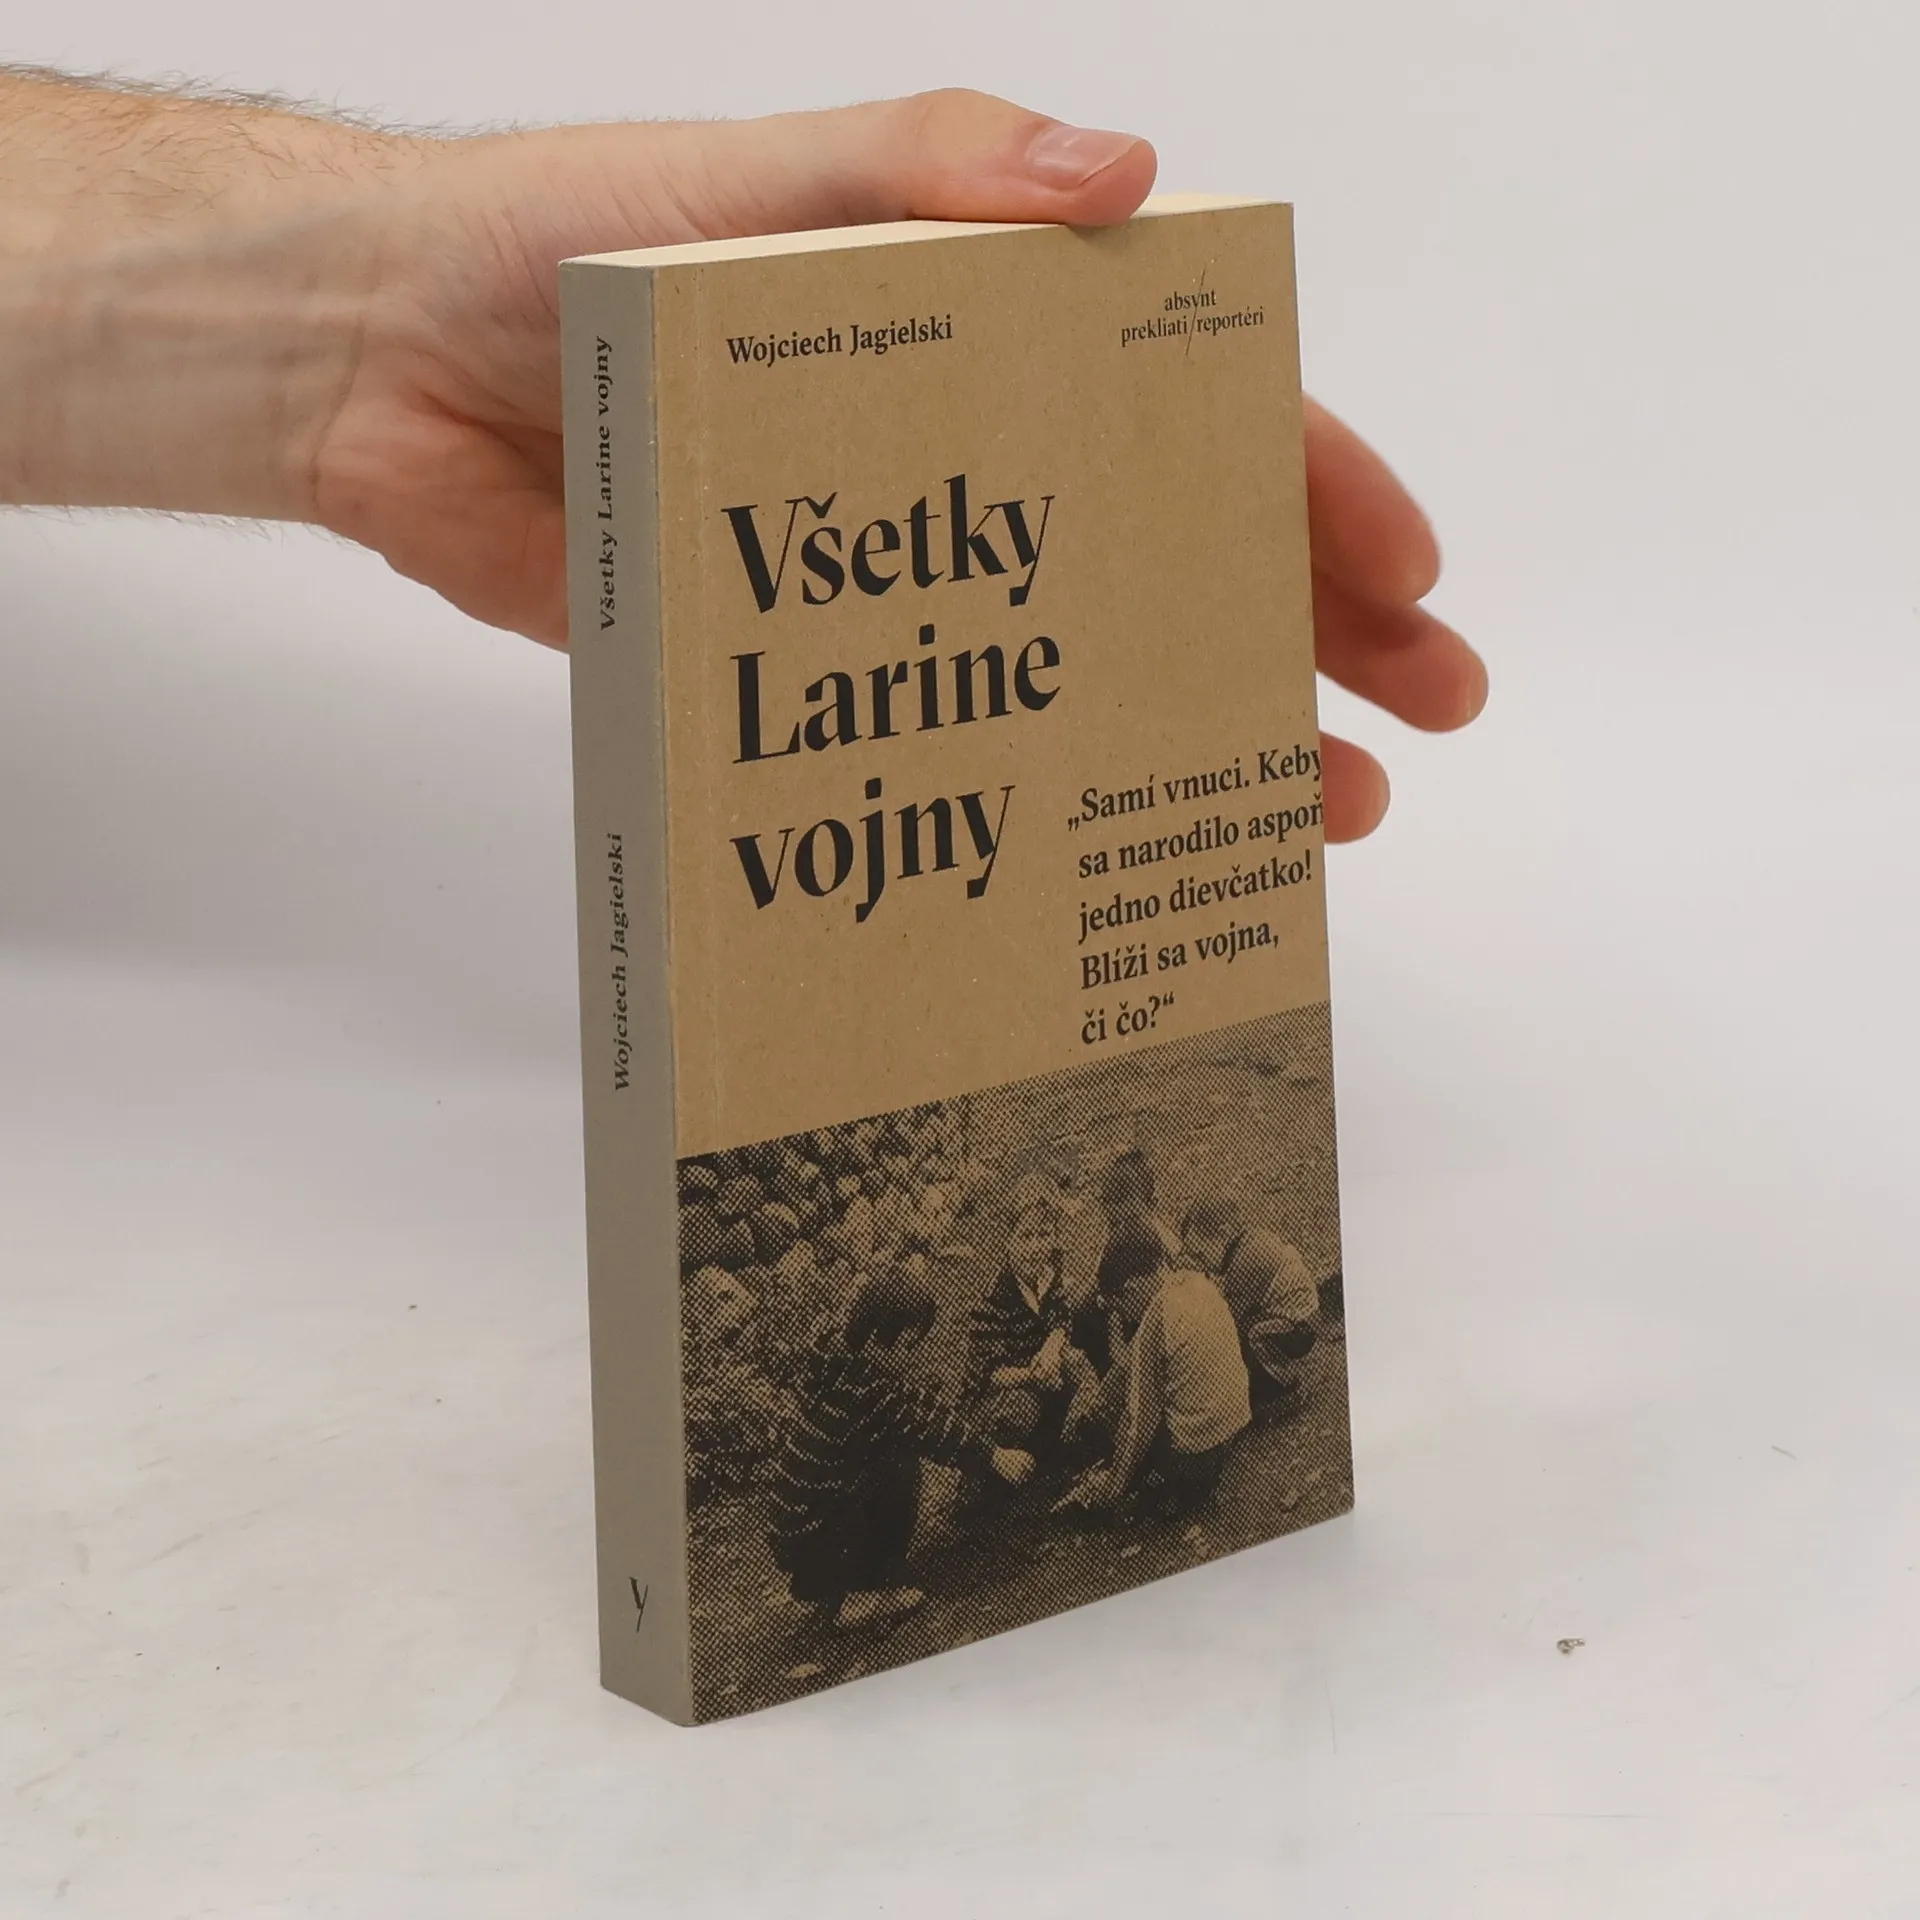 Wojciech Jagielski
absynt
prekliati/reportéri
Všetky
Larine
vojny
„Samí vnuci. Keby
sa narodilo aspoň
jedno dievčatko!
Blíži sa vojna,
či čo?“
Všetky Larine vojny
Wojciech Jagielski
y